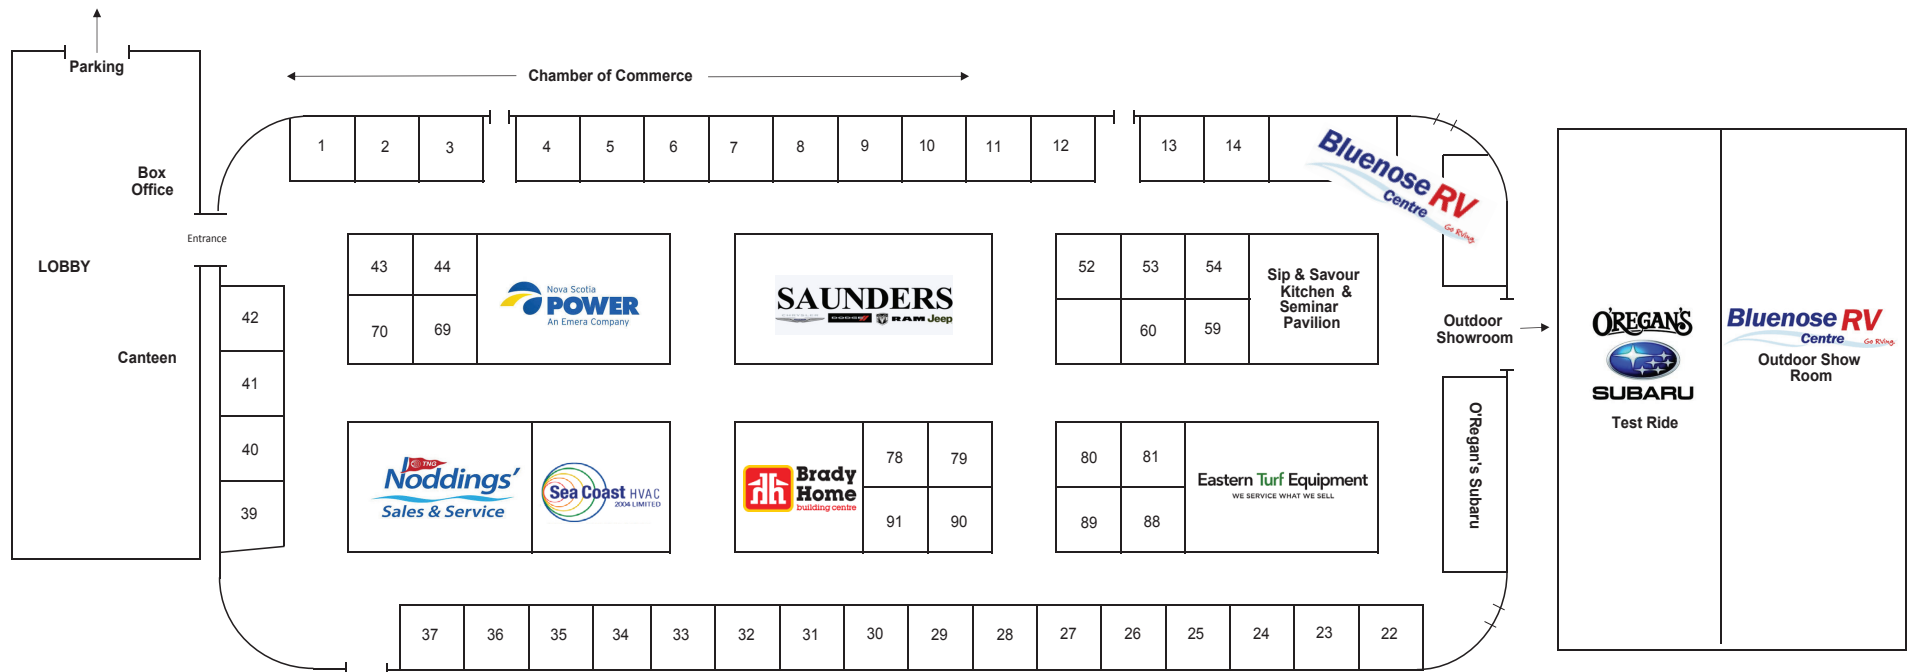 Parking
Chamber of Commerce
1 2 3 4 5 6 7 8 9 10 11 12 13 14
Bluenose RV
Centre
Go RVing.
Box
Office
Entrance
LOBBY
Canteen
42
41
40
39
43 44
70 69
Nova Scotia
POWER
An Emera Company
SAUNDERS
CHRYSLER DODGE RAM Jeep
52 53 54
60 59
Sip & Savour
Kitchen &
Seminar
Pavilion
Outdoor
Showroom
O'REGAN'S
SUBARU
Test Ride
Bluenose RV
Centre
Go RVing.
Outdoor Show
Room
TNG
Noddings'
Sales & Service
Sea Coast HVAC
2004 LIMITED
Brady
Home
building centre
78 79
91 90
80 81
89 88
Eastern Turf Equipment
WE SERVICE WHAT WE SELL
O'Regan's Subaru
37 36 35 34 33 32 31 30 29 28 27 26 25 24 23 22